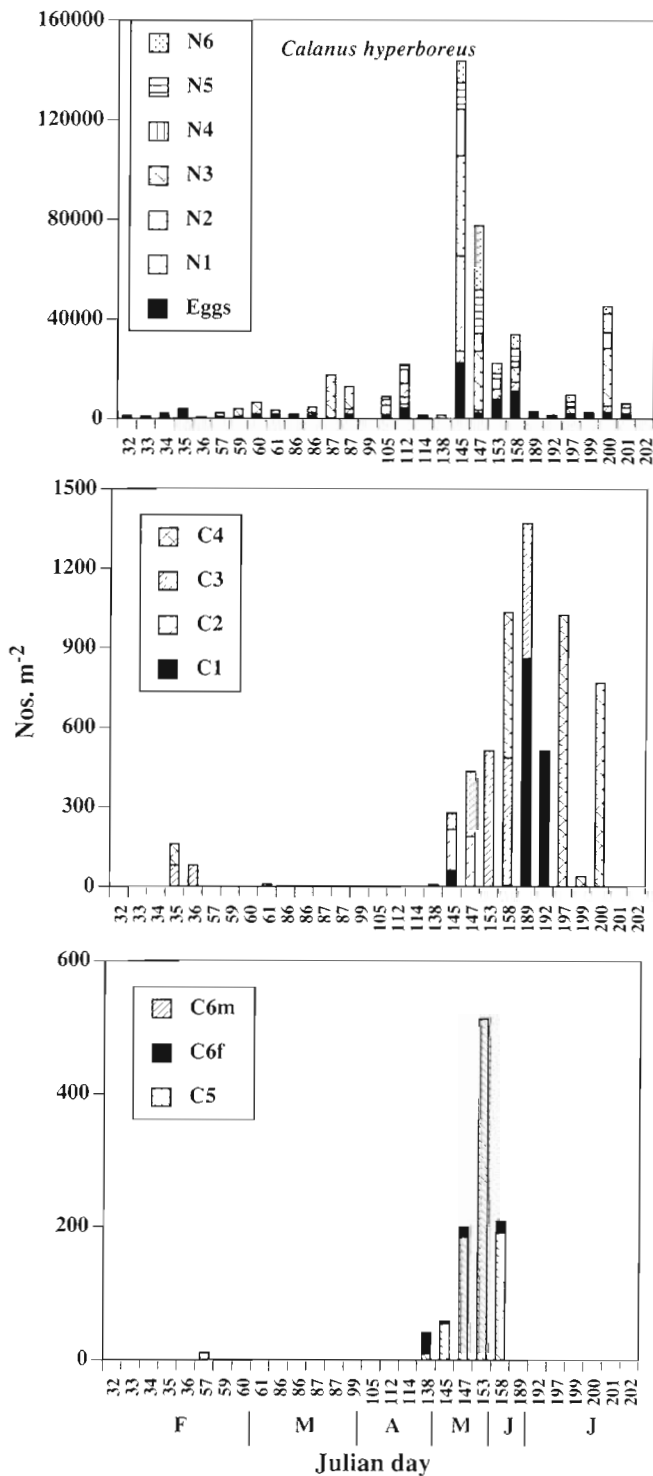 Calanus hyperboreus
160000
120000
80000
40000
0
N6
N5
N4
N3
N2
N1
Eggs
32 33 34 35 36 57 59 60 61 86 86 87 87 99 105 112 114 138 145 147 153 158 189 192 197 199 200 201 202
Nos. m-2
1500
1200
900
600
300
0
C4
C3
C2
C1
32 33 34 35 36 57 59 60 61 86 86 87 87 99 105 112 114 138 145 147 153 158 189 192 197 199 200 201 202
600
400
200
0
C6m
C6f
C5
32 33 34 35 36 57 59 60 61 86 86 87 87 99 105 112 114 138 145 147 153 158 189 192 197 199 200 201 202
F M A M J J
Julian day